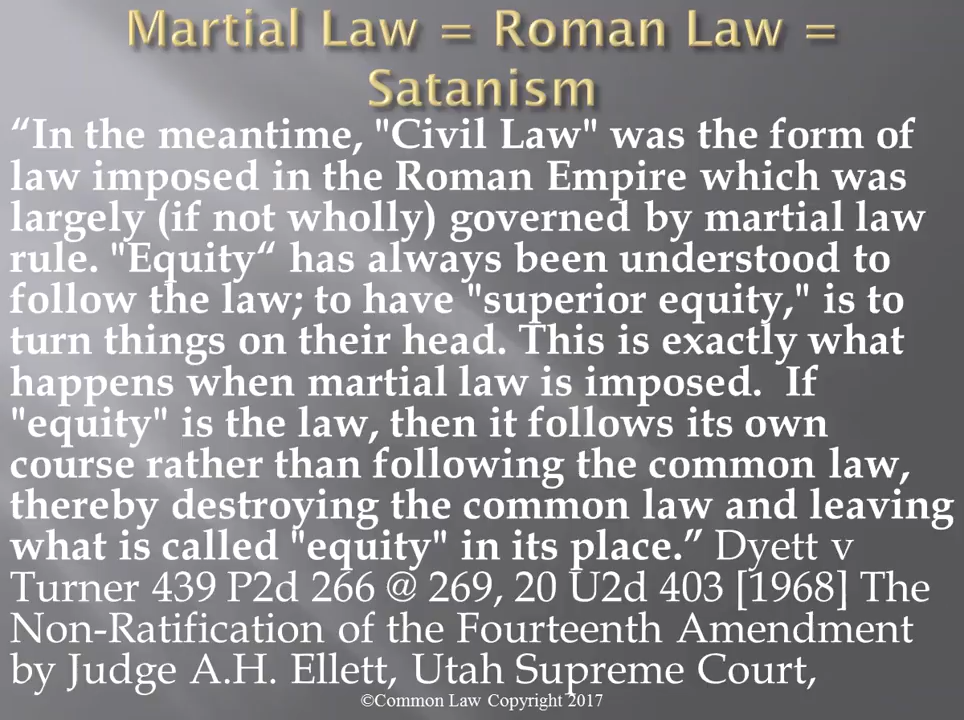 Martial Law = Roman Law =
Satanism
“In the meantime, "Civil Law" was the form of
law imposed in the Roman Empire which was
largely (if not wholly) governed by martial law
rule. "Equity“ has always been understood to
follow the law; to have "superior equity," is to
turn things on their head. This is exactly what
happens when martial law is imposed.  If
"equity" is the law, then it follows its own
course rather than following the common law,
thereby destroying the common law and leaving
what is called "equity" in its place.” Dyett v
Turner 439 P2d 266 @ 269, 20 U2d 403 [1968] The
Non-Ratification of the Fourteenth Amendment
by Judge A.H. Ellett, Utah Supreme Court,
©Common Law Copyright 2017